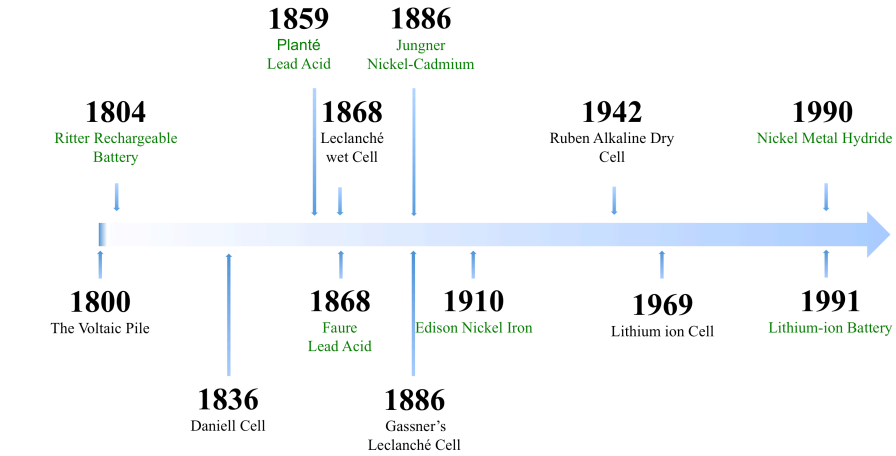 1859
Planté
Lead Acid
1886
Jungner
Nickel-Cadmium
1804
Ritter Rechargeable
Battery
1868
Leclanché
wet Cell
1942
Ruben Alkaline Dry
Cell
1990
Nickel Metal Hydride
1800
The Voltaic Pile
1868
Faure
Lead Acid
1910
Edison Nickel Iron
1969
Lithium ion Cell
1991
Lithium-ion Battery
1836
Daniell Cell
1886
Gassner’s
Leclanché Cell